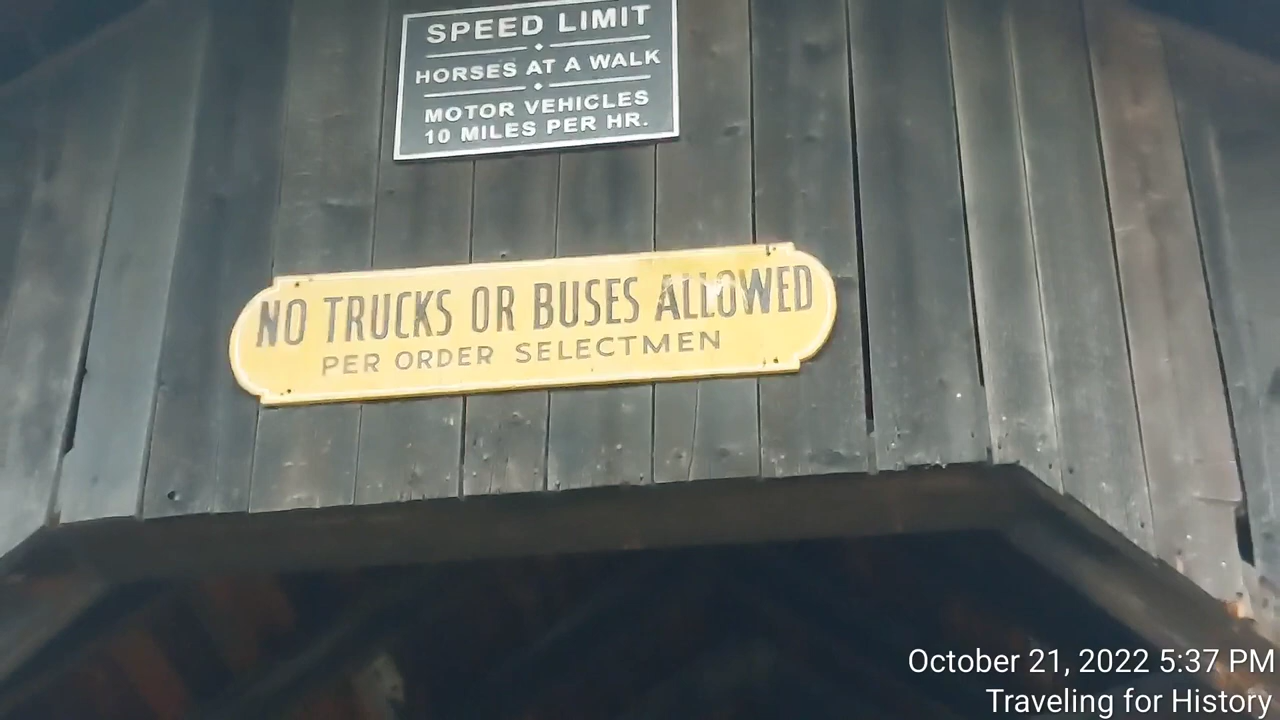 SPEED LIMIT
HORSES AT A WALK
MOTOR VEHICLES
10 MILES PER HR.
NO TRUCKS OR BUSES ALLOWED
PER ORDER SELECTMEN
October 21, 2022 5:37 PM
Traveling for History